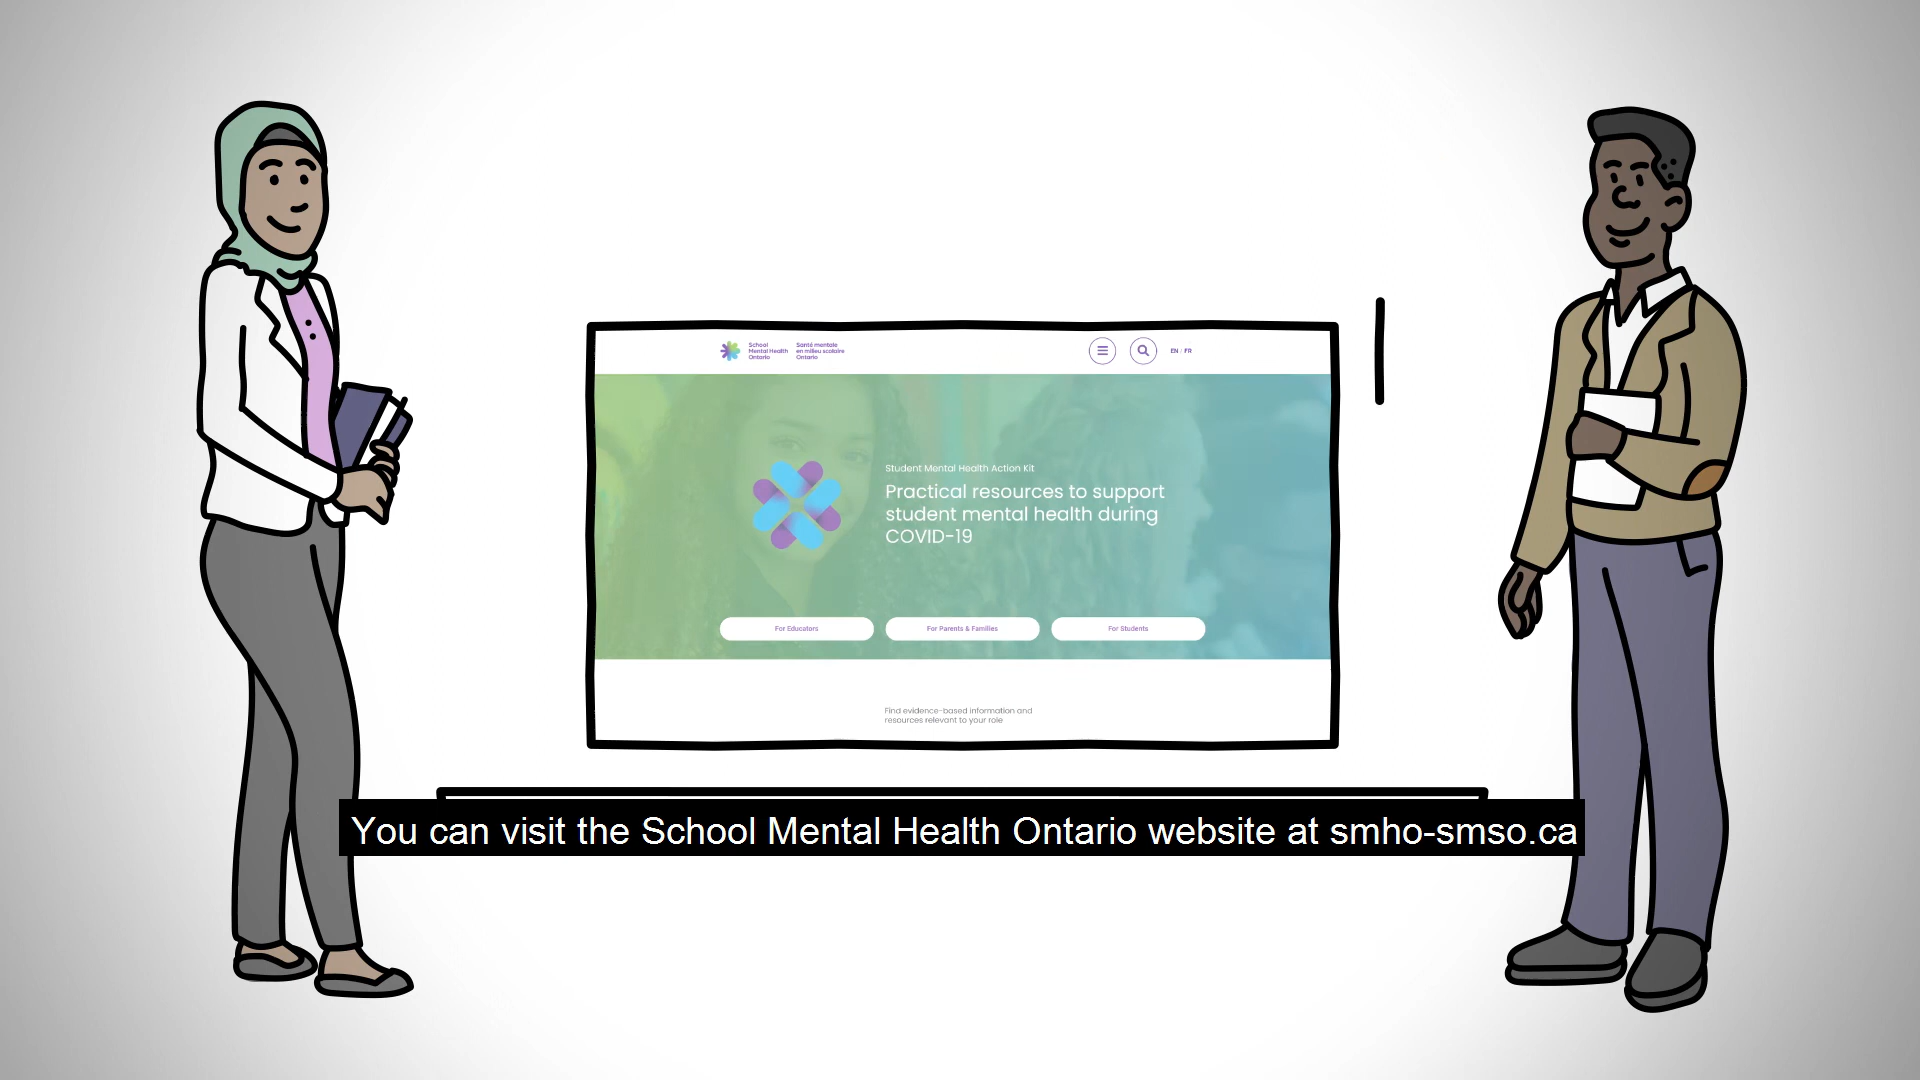 School
Mental Health
Ontario
Santé mentale
en milieu scolaire
Ontario
EN / FR
Student Mental Health Action Kit
Practical resources to support
student mental health during
COVID-19
For Educators
For Parents & Families
For Students
Find evidence-based information and
resources relevant to your role
You can visit the School Mental Health Ontario website at smho-smso.ca